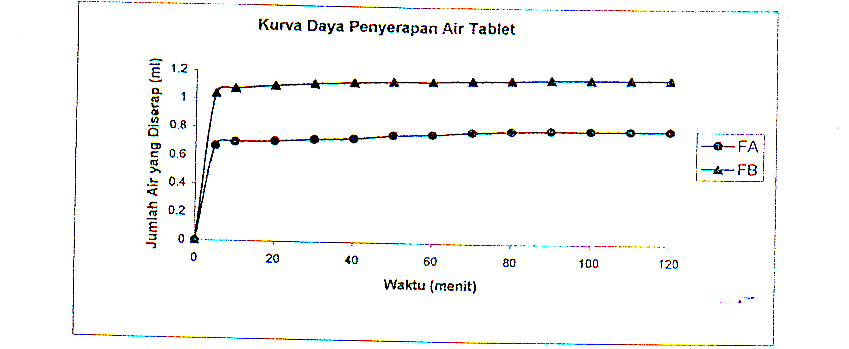 Kurva Daya Penyerapan Air Tablet
Jumlah Air yang Diserap (ml)
1.2
1
0.8
0.6
0.4
0.2
0
0 20 40 60 80 100 120
Waktu (menit)
FA
FB